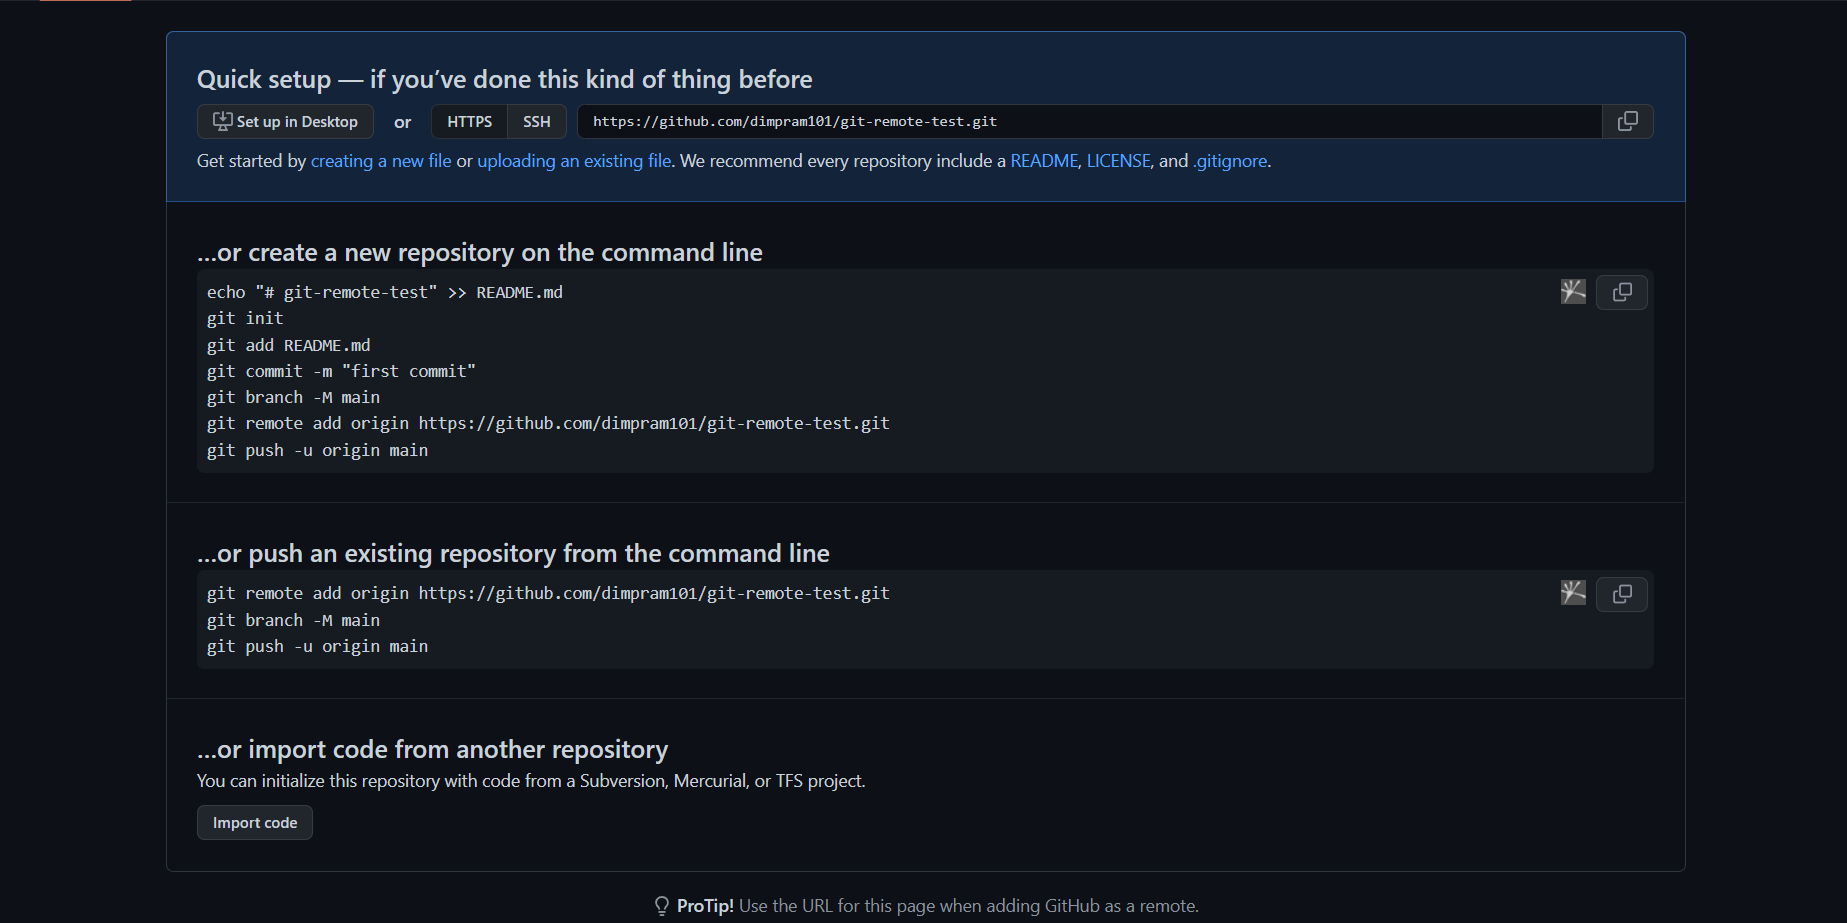 Quick setup — if you’ve done this kind of thing before
Set up in Desktop or HTTPS SSH https://github.com/dimpram101/git-remote-test.git
Get started by creating a new file or uploading an existing file. We recommend every repository include a README, LICENSE, and .gitignore.
…or create a new repository on the command line
echo "# git-remote-test" >> README.md
git init
git add README.md
git commit -m "first commit"
git branch -M main
git remote add origin https://github.com/dimpram101/git-remote-test.git
git push -u origin main
…or push an existing repository from the command line
git remote add origin https://github.com/dimpram101/git-remote-test.git
git branch -M main
git push -u origin main
…or import code from another repository
You can initialize this repository with code from a Subversion, Mercurial, or TFS project.
Import code
ProTip! Use the URL for this page when adding GitHub as a remote.